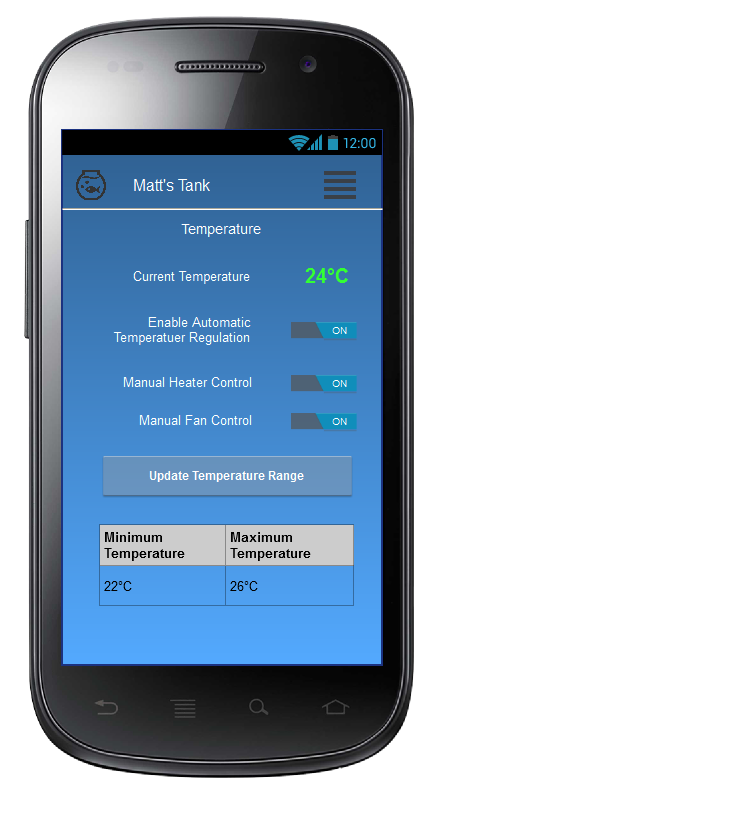 12:00
Matt's Tank
Temperature
Current Temperature 24°C
Enable Automatic
Temperatuer Regulation ON
Manual Heater Control ON
Manual Fan Control ON
Update Temperature Range
Minimum Temperature Maximum Temperature
22°C 26°C